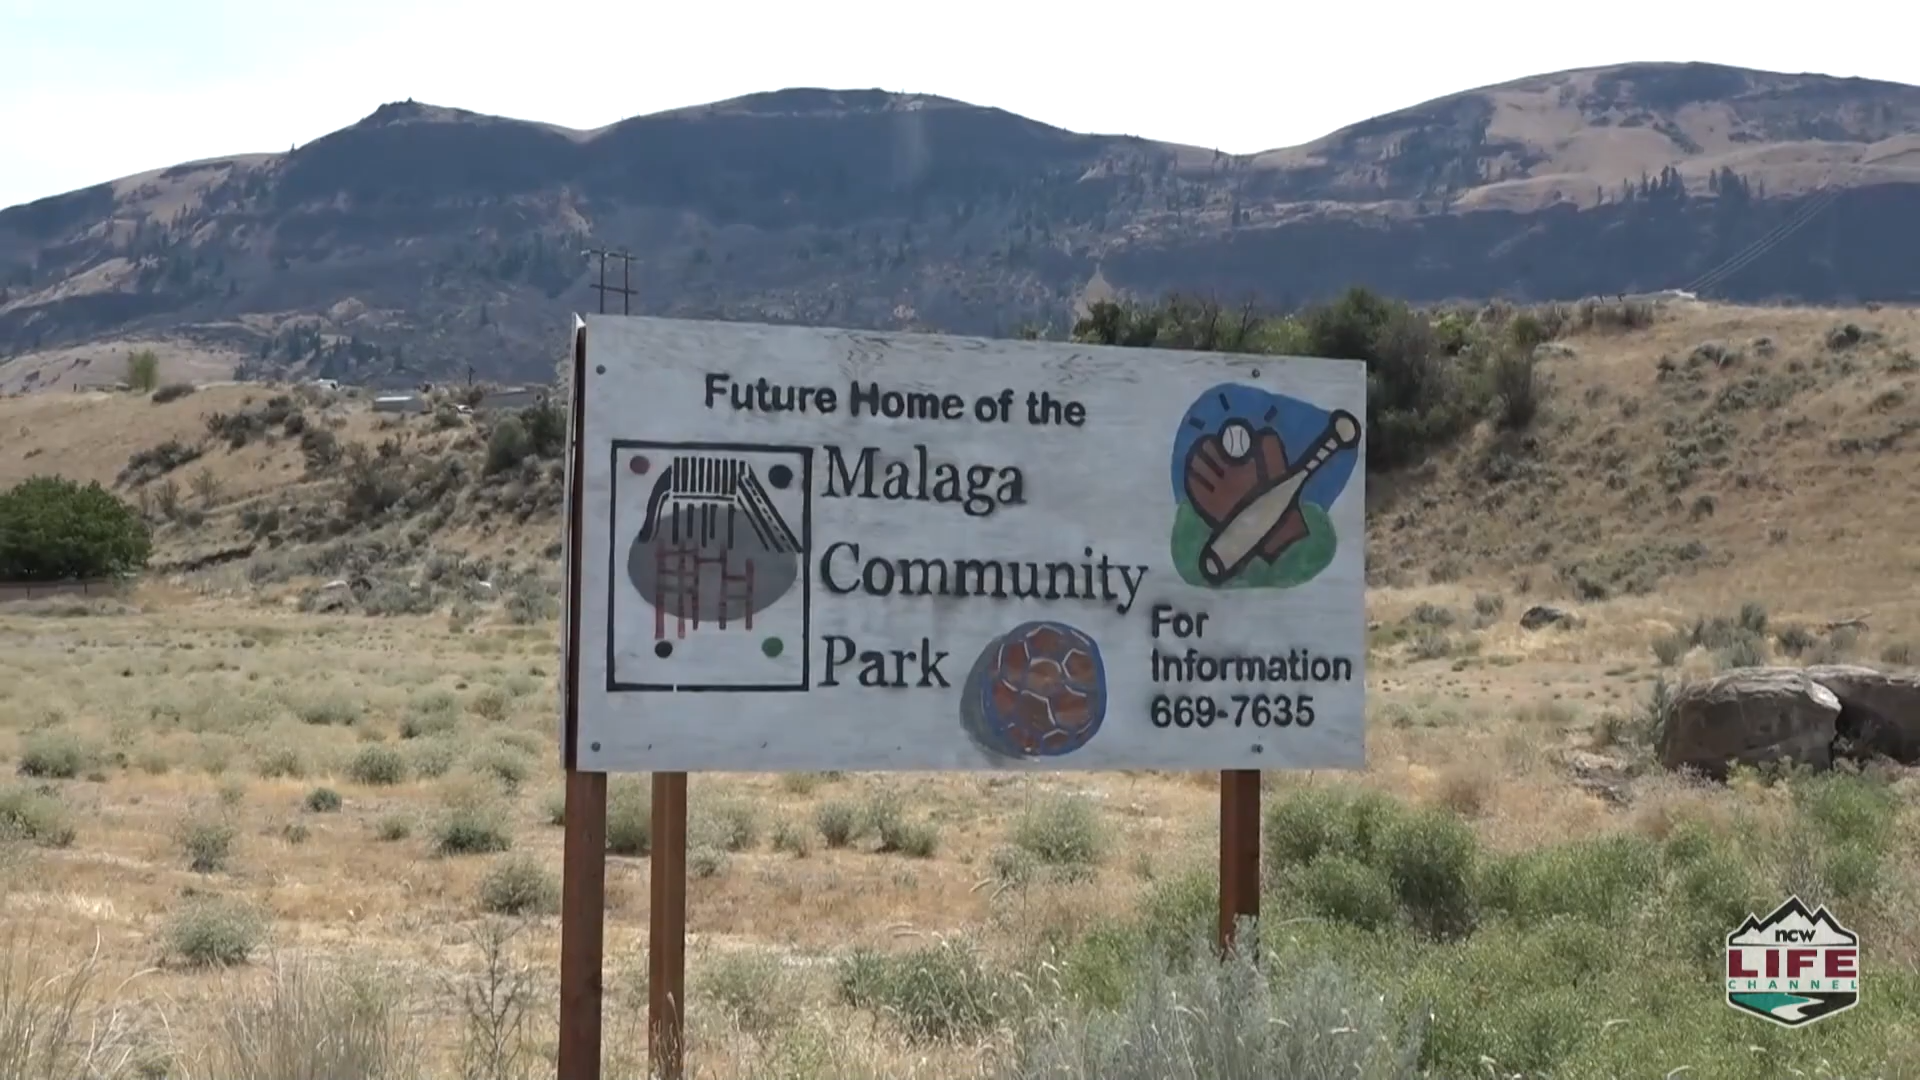 Future Home of the
Malaga
Community
Park
For
Information
669-7635
ncw
LIFE
CHANNEL